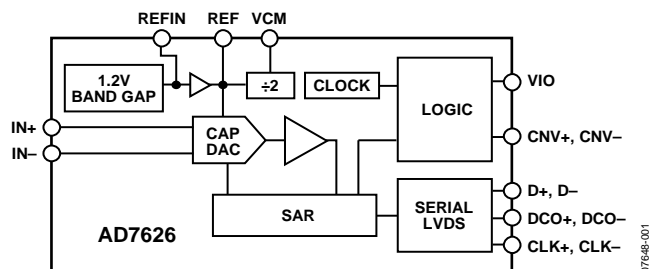 REFIN
REF
VCM
1.2V
BAND GAP
÷2
CLOCK
LOGIC
VIO
IN+
IN–
CAP
DAC
CNV+, CNV–
SAR
SERIAL
LVDS
D+, D–
DCO+, DCO–
CLK+, CLK–
AD7626
07648-001